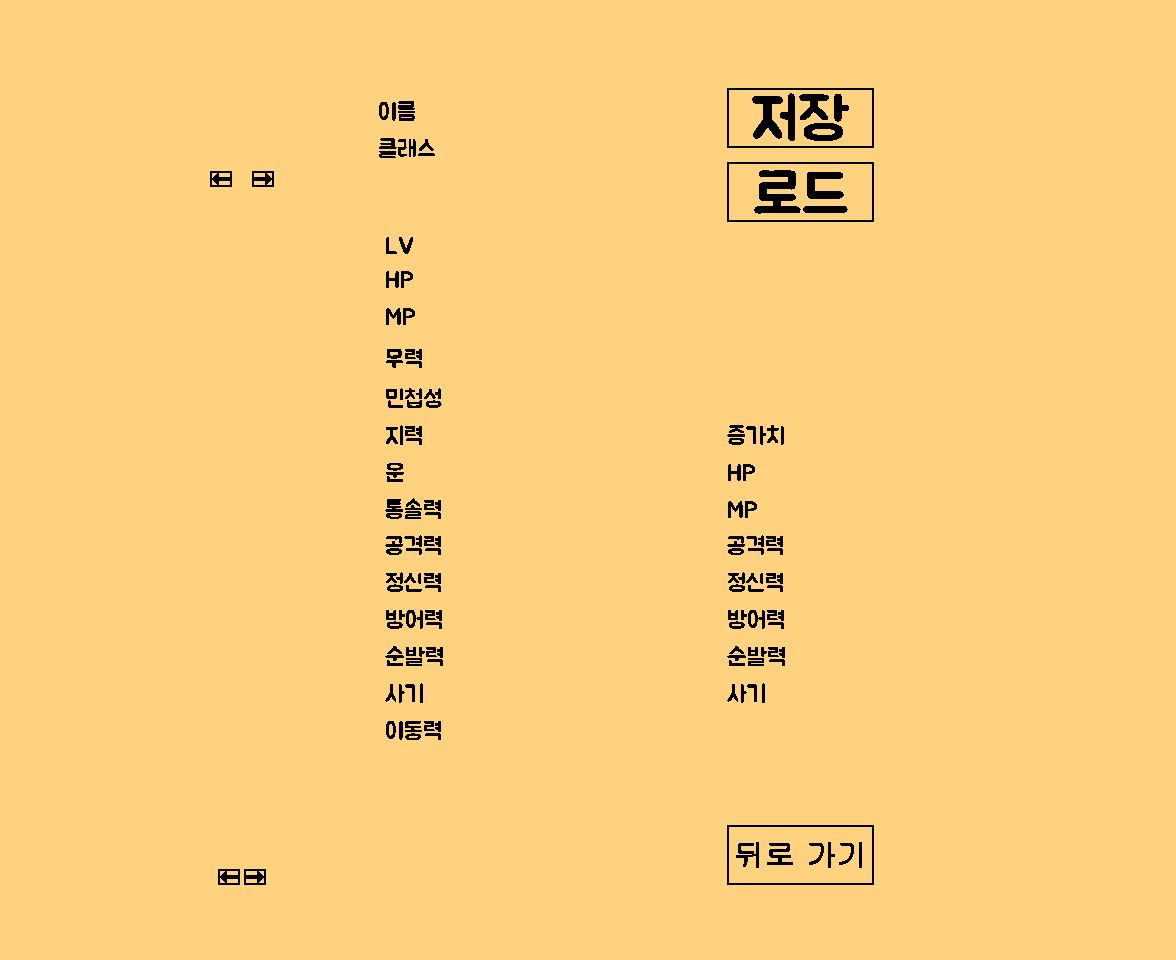 이름
클래스
LV
HP
MP
무력
민첩성
지력
운
통솔력
공격력
정신력
방어력
순발력
사기
이동력
저장
로드
증가치
HP
MP
공격력
정신력
방어력
순발력
사기
뒤로 가기